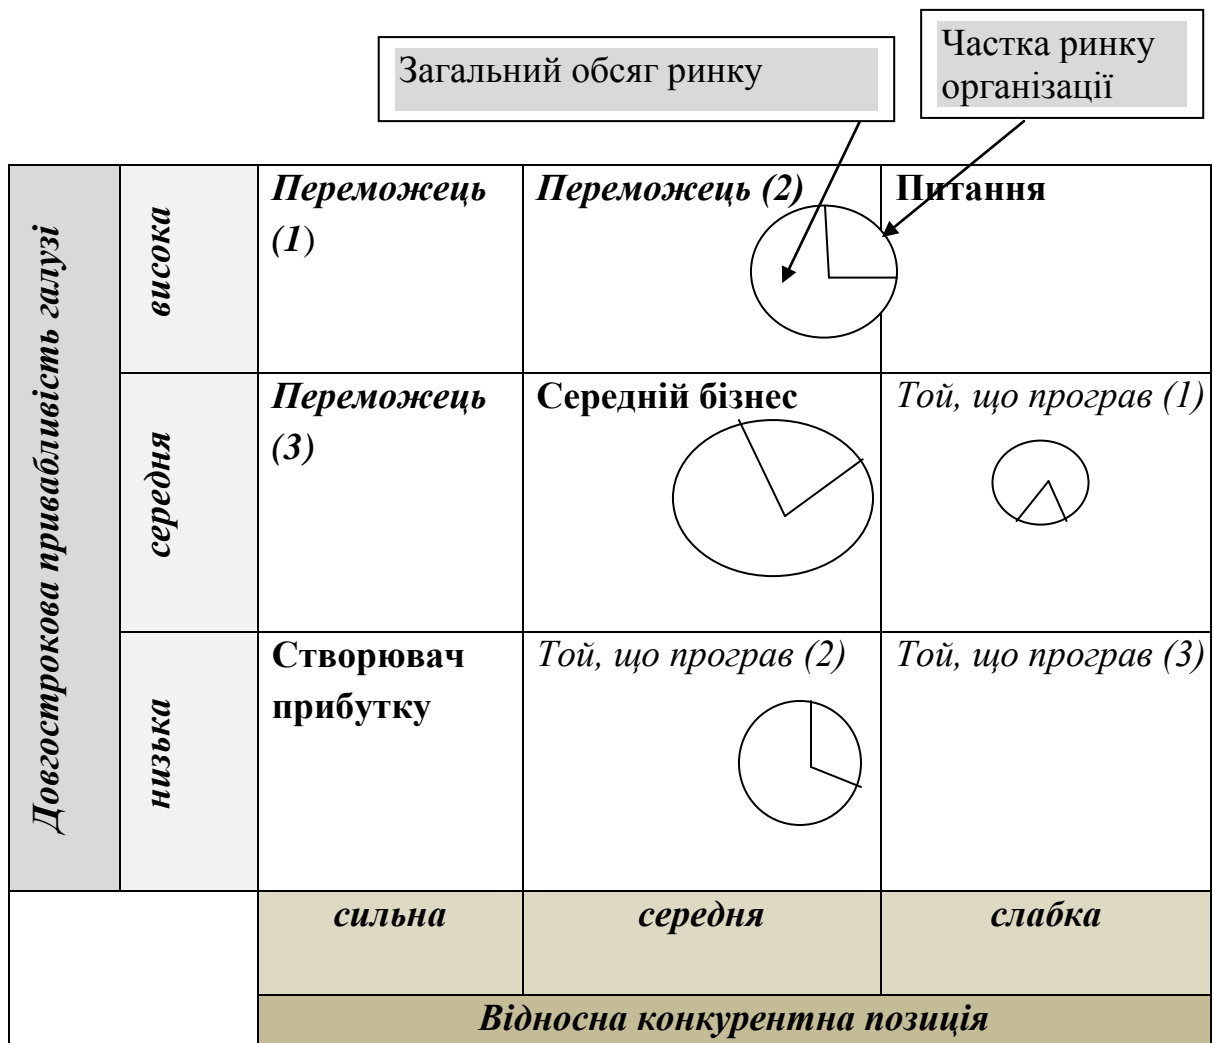 Загальний обсяг ринку
Частка ринку
організації
Довгострокова привабливість галузі
висока
Переможець
(1)
Переможець (2)
Питання
середня
Переможець
(3)
Середній бізнес
Той, що програв (1)
низька
Створювач
прибутку
Той, що програв (2)
Той, що програв (3)
сильна
середня
слабка
Відносна конкурентна позиція